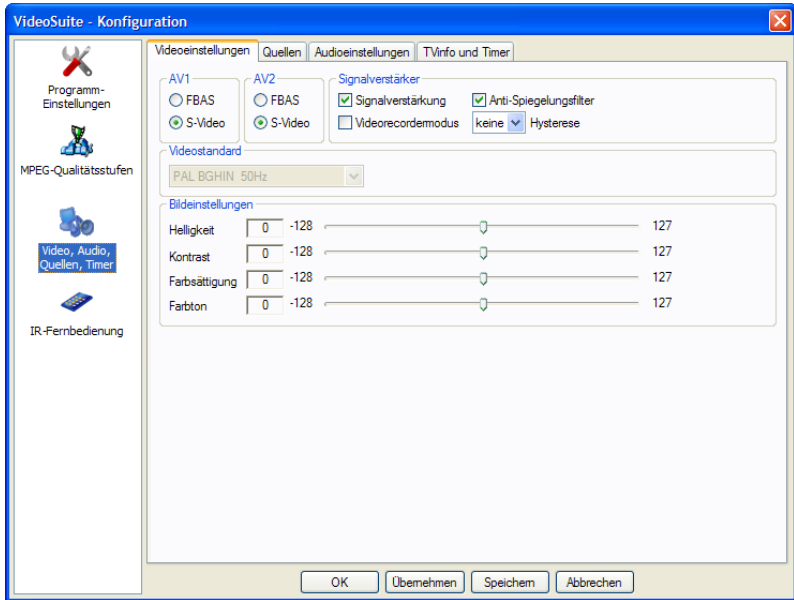 VideoSuite - Konfiguration
Programm-
Einstellungen
MPEG-Qualitätsstufen
Video, Audio,
Quellen, Timer
IR-Fernbedienung
Videoeinstellungen Quellen Audioeinstellungen TVinfo und Timer
AV1 AV2 Signalverstärker
FBAS FBAS Signalverstärkung Anti-Spiegelungsfilter
S-Video S-Video Videorecordermodus keine Hysterese
Videostandard
PAL BGHIN 50Hz
Bildeinstellungen
Helligkeit 0 -128 127
Kontrast 0 -128 127
Farbsättigung 0 -128 127
Farbton 0 -128 127
OK Übernehmen Speichern Abbrechen